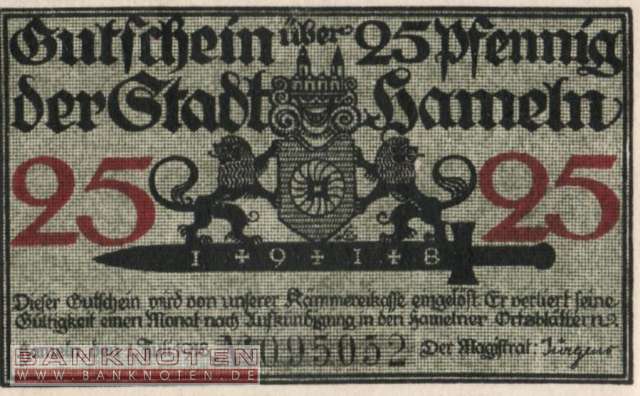 Gutschein über 25 Pfennig
der Stadt Hameln
25 25
1+9+1+8
Dieser Gutschein wird von unserer Kämmereikasse eingelöst. Er verliert seine
Gültigkeit einen Monat nach Aufkündigung in den Hamelner Ortsblättern.
№ 095052 Der Magistrat: Jürgens
BANKNOTEN
WWW.BANKNOTEN.DE